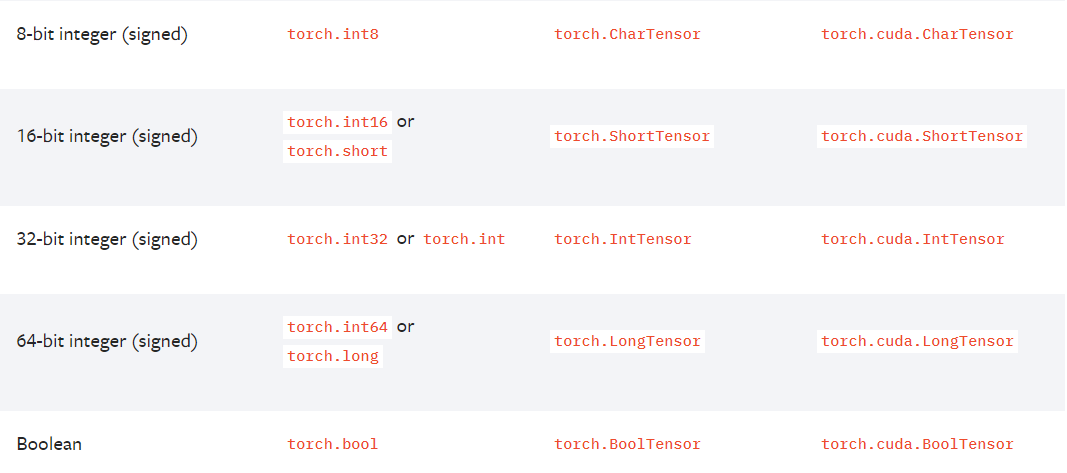 8-bit integer (signed) torch.int8 torch.CharTensor torch.cuda.CharTensor
16-bit integer (signed) torch.int16 or torch.short torch.ShortTensor torch.cuda.ShortTensor
32-bit integer (signed) torch.int32 or torch.int torch.IntTensor torch.cuda.IntTensor
64-bit integer (signed) torch.int64 or torch.long torch.LongTensor torch.cuda.LongTensor
Boolean torch.bool torch.BoolTensor torch.cuda.BoolTensor